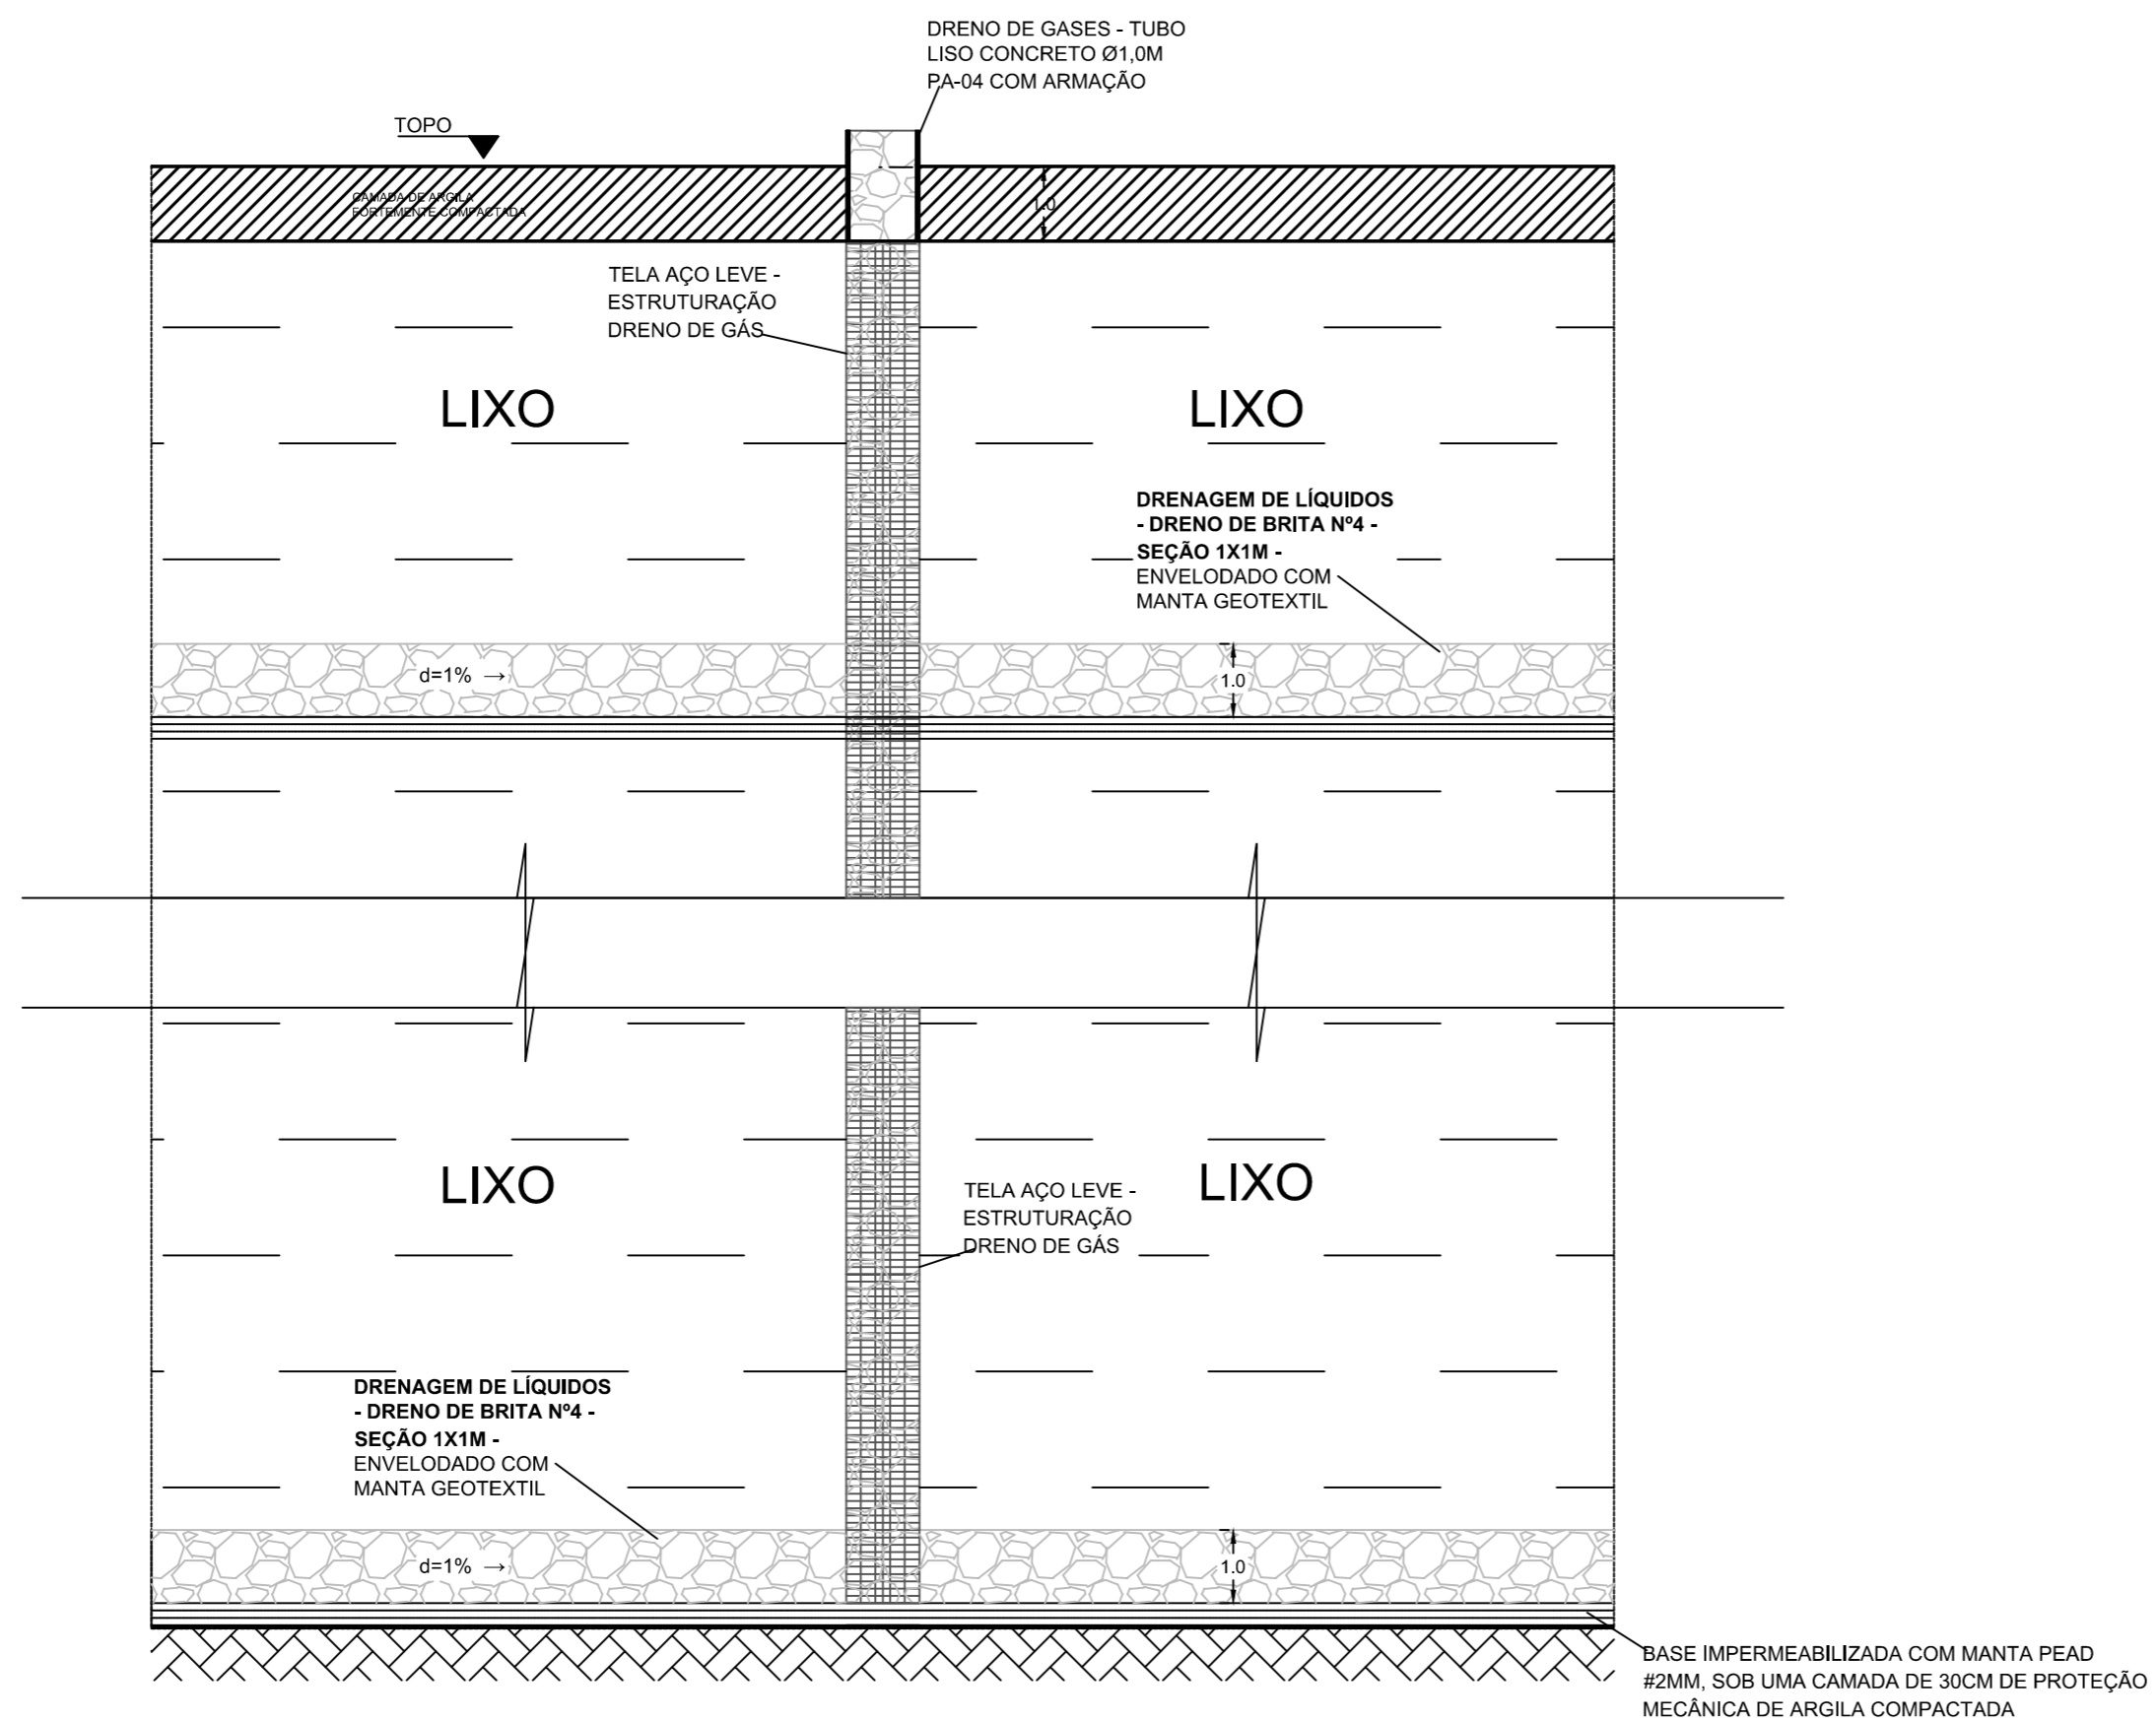 DRENO DE GASES - TUBO
LISO CONCRETO Ø1,0M
PA-04 COM ARMAÇÃO
TOPO
CAMADA DE ARGILA
FORTEMENTE COMPACTADA
1.0
TELA AÇO LEVE -
ESTRUTURAÇÃO
DRENO DE GÁS
LIXO
LIXO
DRENAGEM DE LÍQUIDOS
- DRENO DE BRITA Nº4 -
SEÇÃO 1X1M -
ENVELODADO COM
MANTA GEOTEXTIL
d=1% →
1.0
LIXO
LIXO
TELA AÇO LEVE -
ESTRUTURAÇÃO
DRENO DE GÁS
DRENAGEM DE LÍQUIDOS
- DRENO DE BRITA Nº4 -
SEÇÃO 1X1M -
ENVELODADO COM
MANTA GEOTEXTIL
d=1% →
1.0
BASE IMPERMEABILIZADA COM MANTA PEAD
#2MM, SOB UMA CAMADA DE 30CM DE PROTEÇÃO
MECÂNICA DE ARGILA COMPACTADA